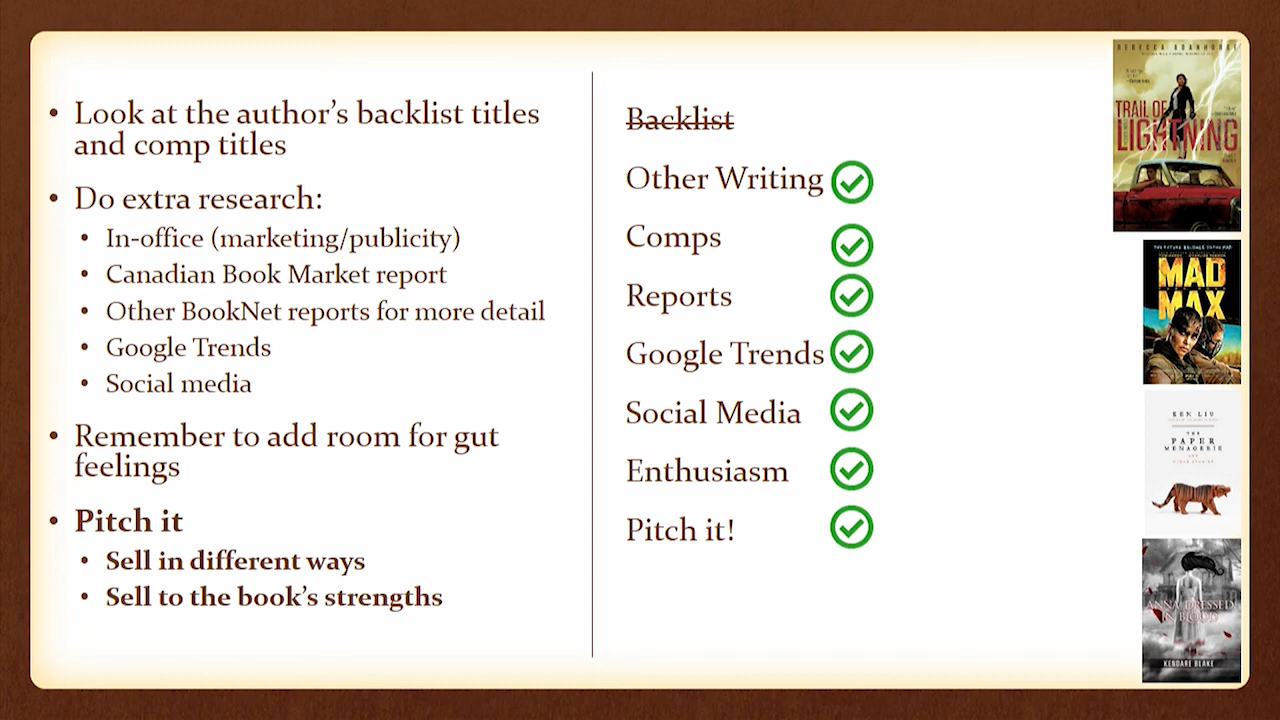 • Look at the author's backlist titles
and comp titles
• Do extra research:
• In-office (marketing/publicity)
• Canadian Book Market report
• Other BookNet reports for more detail
• Google Trends
• Social media
• Remember to add room for gut
feelings
• Pitch it
• Sell in different ways
• Sell to the book's strengths
Backlist
Other Writing
Comps
Reports
Google Trends
Social Media
Enthusiasm
Pitch it!
REBECCA ROANHORSE
TRAIL OF
LIGHTNING
MAD
MAX
KEN LIU
THE
PAPER
MENAGERIE
ANNA DRESSED
IN BLOOD
KENDARE BLAKE